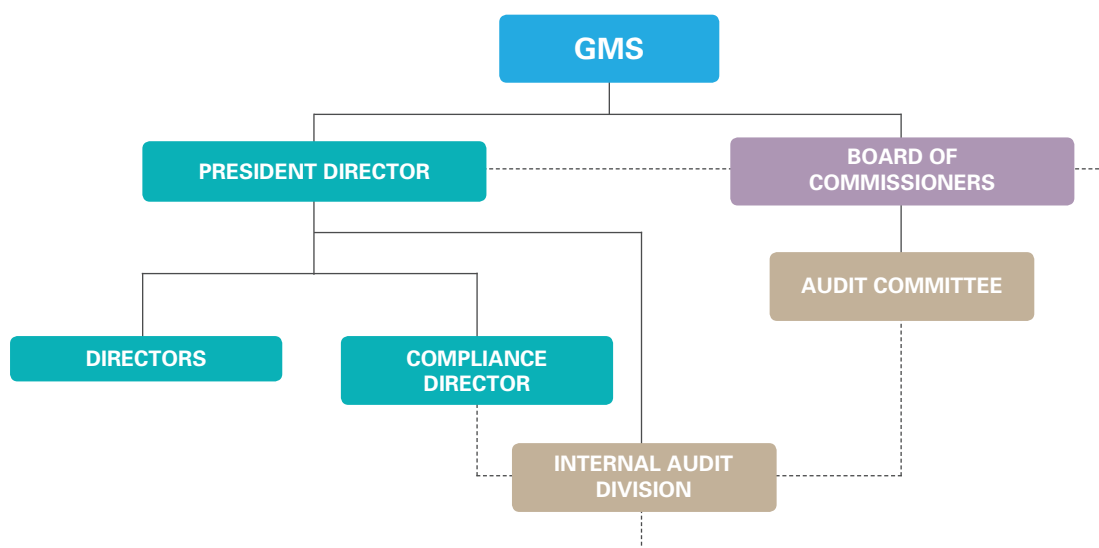 GMS
PRESIDENT DIRECTOR
BOARD OF
COMMISSIONERS
AUDIT COMMITTEE
DIRECTORS
COMPLIANCE
DIRECTOR
INTERNAL AUDIT
DIVISION